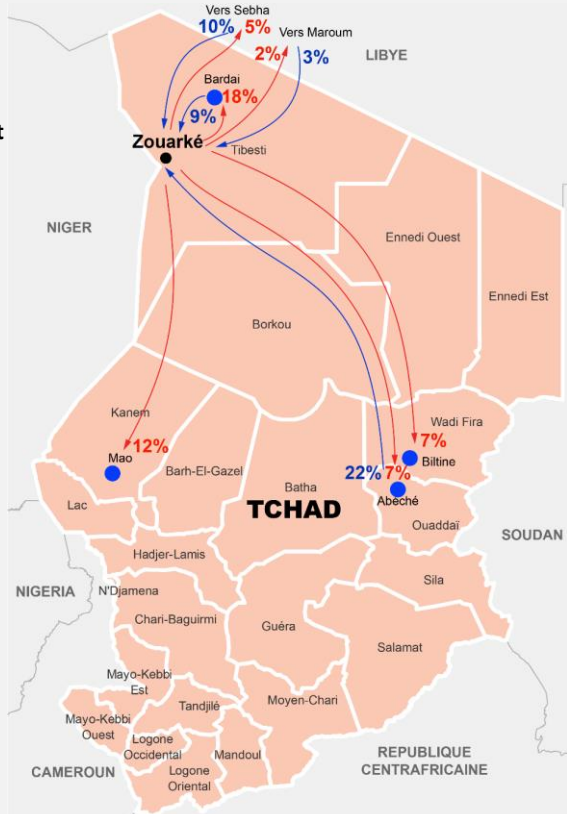 Vers Sebha
10% 5%
Vers Maroum
2% 3%
LIBYE
Bardai
18%
9%
t
Zouarké
Tibesti
NIGER
Ennedi Ouest
Ennedi Est
Borkou
Kanem
Wadi Fira
12%
7%
Mao
Biltine
Barh-El-Gazel
22% 7%
Batha
Abéché
TCHAD
Lac
Ouaddaï
SOUDAN
Hadjer-Lamis
Sila
NIGERIA
N'Djamena
Chari-Baguirmi
Guéra
Salamat
Mayo-Kebbi
Est
Moyen-Chari
Tandjilé
Mayo-Kebbi
Ouest
Logone
Occidental
Mandoul
REPUBLIQUE
CENTRAFRICAINE
CAMEROUN
Logone
Oriental